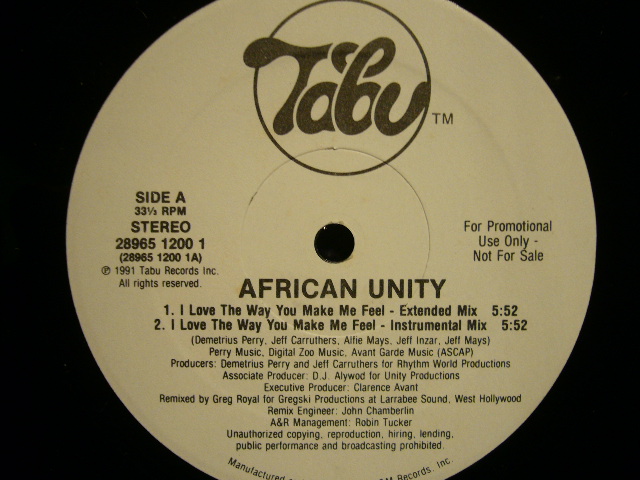 Tabu TM
SIDE A
33⅓ RPM
STEREO
28965 1200 1
(28965 1200 1A)
℗ 1991 Tabu Records Inc.
All rights reserved.
For Promotional
Use Only -
Not For Sale
AFRICAN UNITY
1. I Love The Way You Make Me Feel - Extended Mix 5:52
2. I Love The Way You Make Me Feel - Instrumental Mix 5:52
(Demetrius Perry, Jeff Carruthers, Alfie Mays, Jeff Inzar, Jeff Mays)
Perry Music, Digital Zoo Music, Avant Garde Music (ASCAP)
Producers: Demetrius Perry and Jeff Carruthers for Rhythm World Productions
Associate Producer: D.J. Alywod for Unity Productions
Executive Producer: Clarence Avant
Remixed by Greg Royal for Gregski Productions at Larrabee Sound, West Hollywood
Remix Engineer: John Chamberlin
A&R Management: Robin Tucker
Unauthorized copying, reproduction, hiring, lending,
public performance and broadcasting prohibited.
Manufactured Records, Inc.